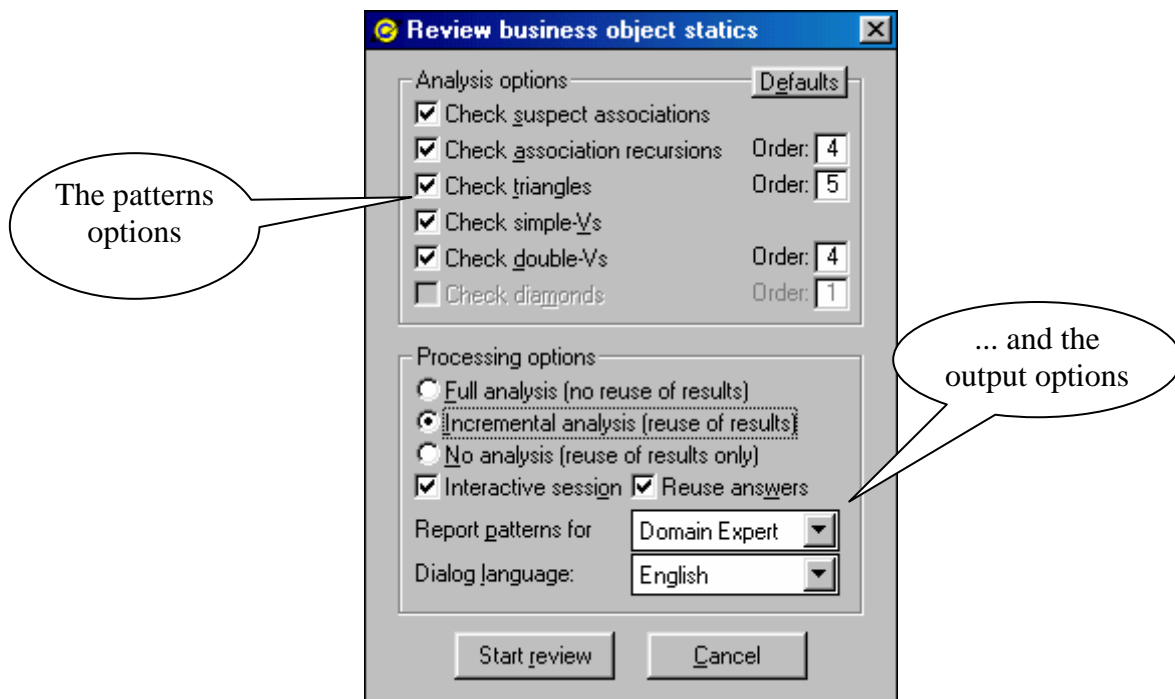 Review business object statics
Analysis options
Defaults
Check suspect associations
Check association recursions Order: 4
Check triangles Order: 5
Check simple-Vs
Check double-Vs Order: 4
Check diamonds Order: 1
The patterns
options
Processing options
Full analysis (no reuse of results)
Incremental analysis (reuse of results)
No analysis (reuse of results only)
Interactive session Reuse answers
Report patterns for Domain Expert
Dialog language: English
... and the
output options
Start review Cancel